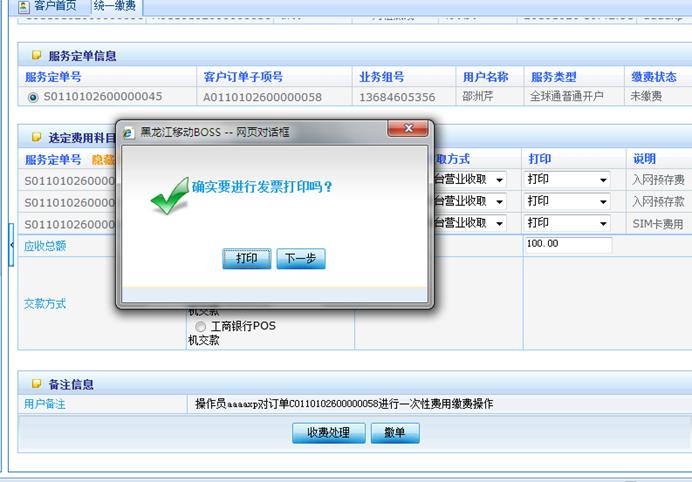 客户首页 统一缴费
服务定单信息
服务定单号 客户订单子项号 业务组号 用户名称 服务类型 缴费状态
S0110102600000045 A0110102600000058 13684605356 邵洲芹 全球通普通开户 未缴费
黑龙江移动BOSS -- 网页对话框
选定费用科目
服务定单号 隐藏 取方式 打印 说明
S01101026000 台营业收取 打印 入网预存费
S01101026000 台营业收取 打印 入网预存款
S01101026000 台营业收取 打印 SIM卡费用
确实要进行发票打印吗？
打印 下一步
应收总额 100.00
交款方式
机交款
工商银行POS
机交款
备注信息
用户备注 操作员aaaaxp对订单C0110102600000058进行一次性费用缴费操作
收费处理 撤单